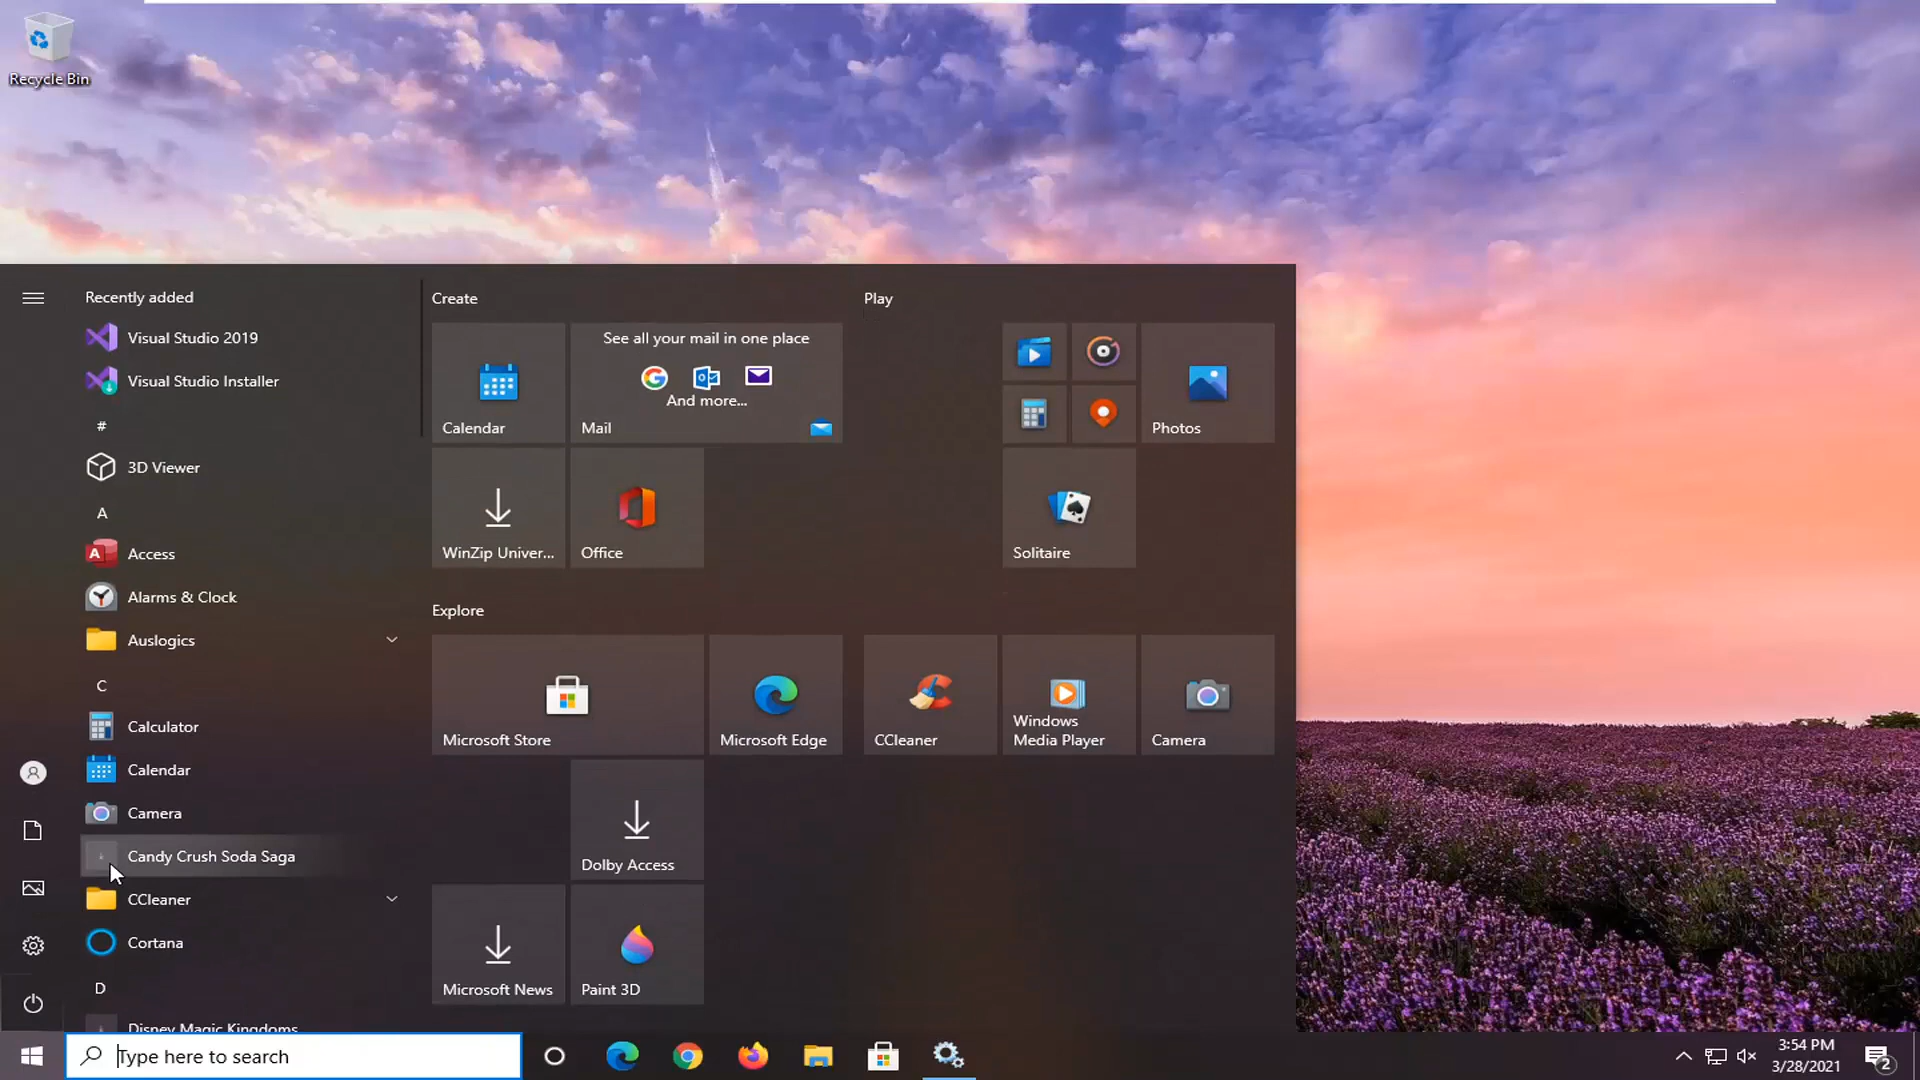 Recycle Bin
Recently added
Visual Studio 2019
Visual Studio Installer
#
3D Viewer
A
Access
Alarms & Clock
Auslogics
C
Calculator
Calendar
Camera
Candy Crush Soda Saga
CCleaner
Cortana
D
Disney Magic Kingdoms
Create
See all your mail in one place
And more...
Calendar
Mail
WinZip Univer...
Office
Play
Photos
Solitaire
Explore
Microsoft Store
Microsoft Edge
CCleaner
Windows
Media Player
Camera
Dolby Access
Microsoft News
Paint 3D
Type here to search
3:54 PM
3/28/2021
2